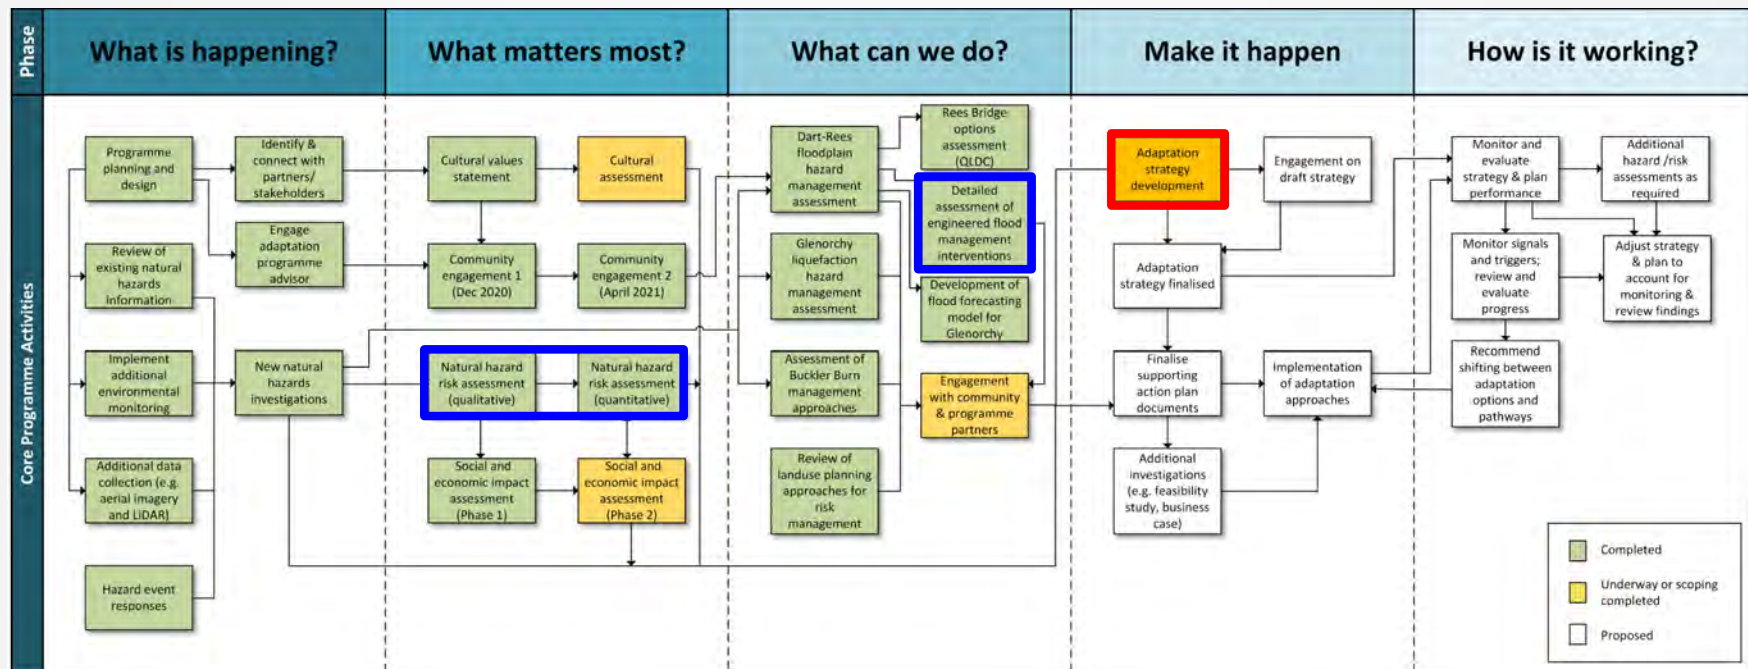 Phase
What is happening?
What matters most?
What can we do?
Make it happen
How is it working?
Core Programme Activities
Programme
planning and
design
Identify &
connect with
partners/
stakeholders
Engage
adaptation
programme
advisor
Review of
existing natural
hazards
information
Implement
additional
environmental
monitoring
New natural
hazards
investigations
Additional data
collection (e.g.
aerial imagery
and LiDAR)
Hazard event
responses
Cultural values
statement
Cultural
assessment
Community
engagement 1
(Dec 2020)
Community
engagement 2
(April 2021)
Natural hazard
risk assessment
(qualitative)
Natural hazard
risk assessment
(quantitative)
Social and
economic impact
assessment
(Phase 1)
Social and
economic impact
assessment
(Phase 2)
Dart-Rees
floodplain
hazard
management
assessment
Rees Bridge
options
assessment
(QLDC)
Detailed
assessment of
engineered flood
management
interventions
Glenorchy
liquefaction
hazard
management
assessment
Development of
flood forecasting
model for
Glenorchy
Assessment of
Buckler Burn
management
approaches
Engagement
with community
& programme
partners
Review of
landuse planning
approaches for
risk
management
Adaptation
strategy
development
Engagement on
draft strategy
Adaptation
strategy finalised
Finalise
supporting
action plan
documents
Implementation
of adaptation
approaches
Additional
investigations
(e.g. feasibility
study, business
case)
Monitor and
evaluate
strategy & plan
performance
Additional
hazard /risk
assessments as
required
Monitor signals
and triggers;
review and
evaluate
progress
Adjust strategy
& plan to
account for
monitoring &
review findings
Recommend
shifting between
adaptation
options and
pathways
Completed
Underway or scoping
completed
Proposed